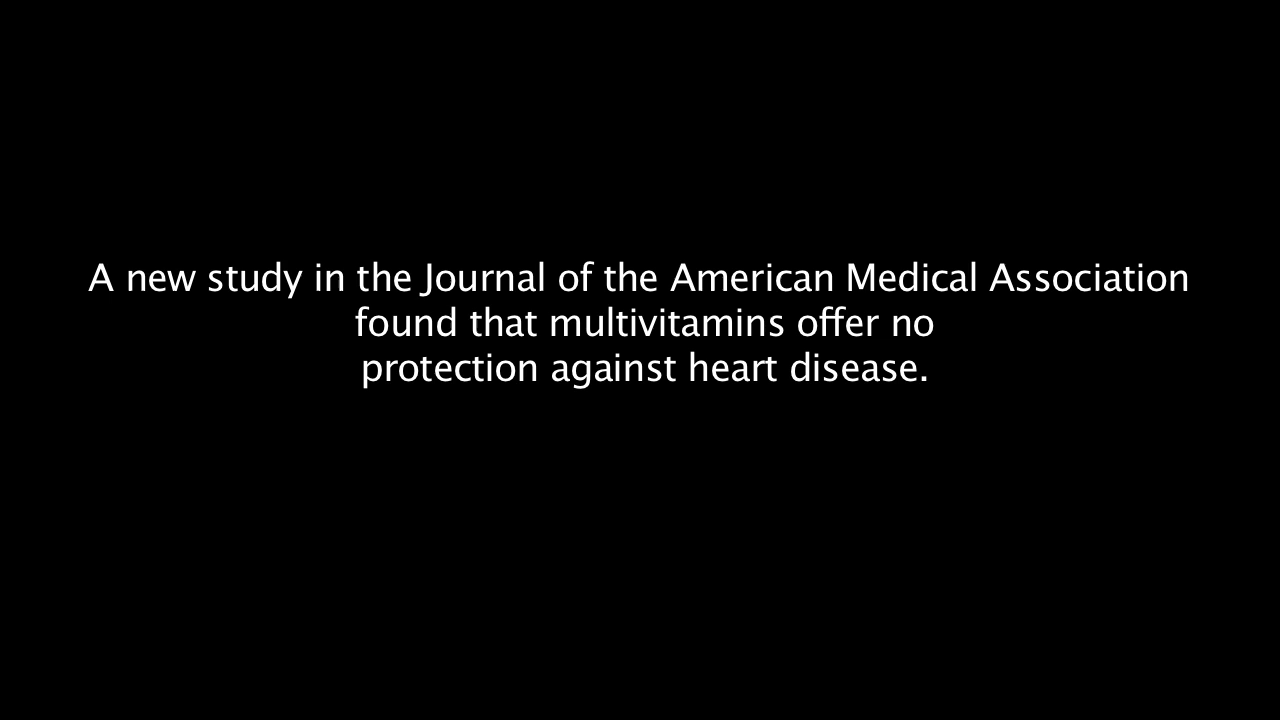 A new study in the Journal of the American Medical Association
found that multivitamins offer no
protection against heart disease.